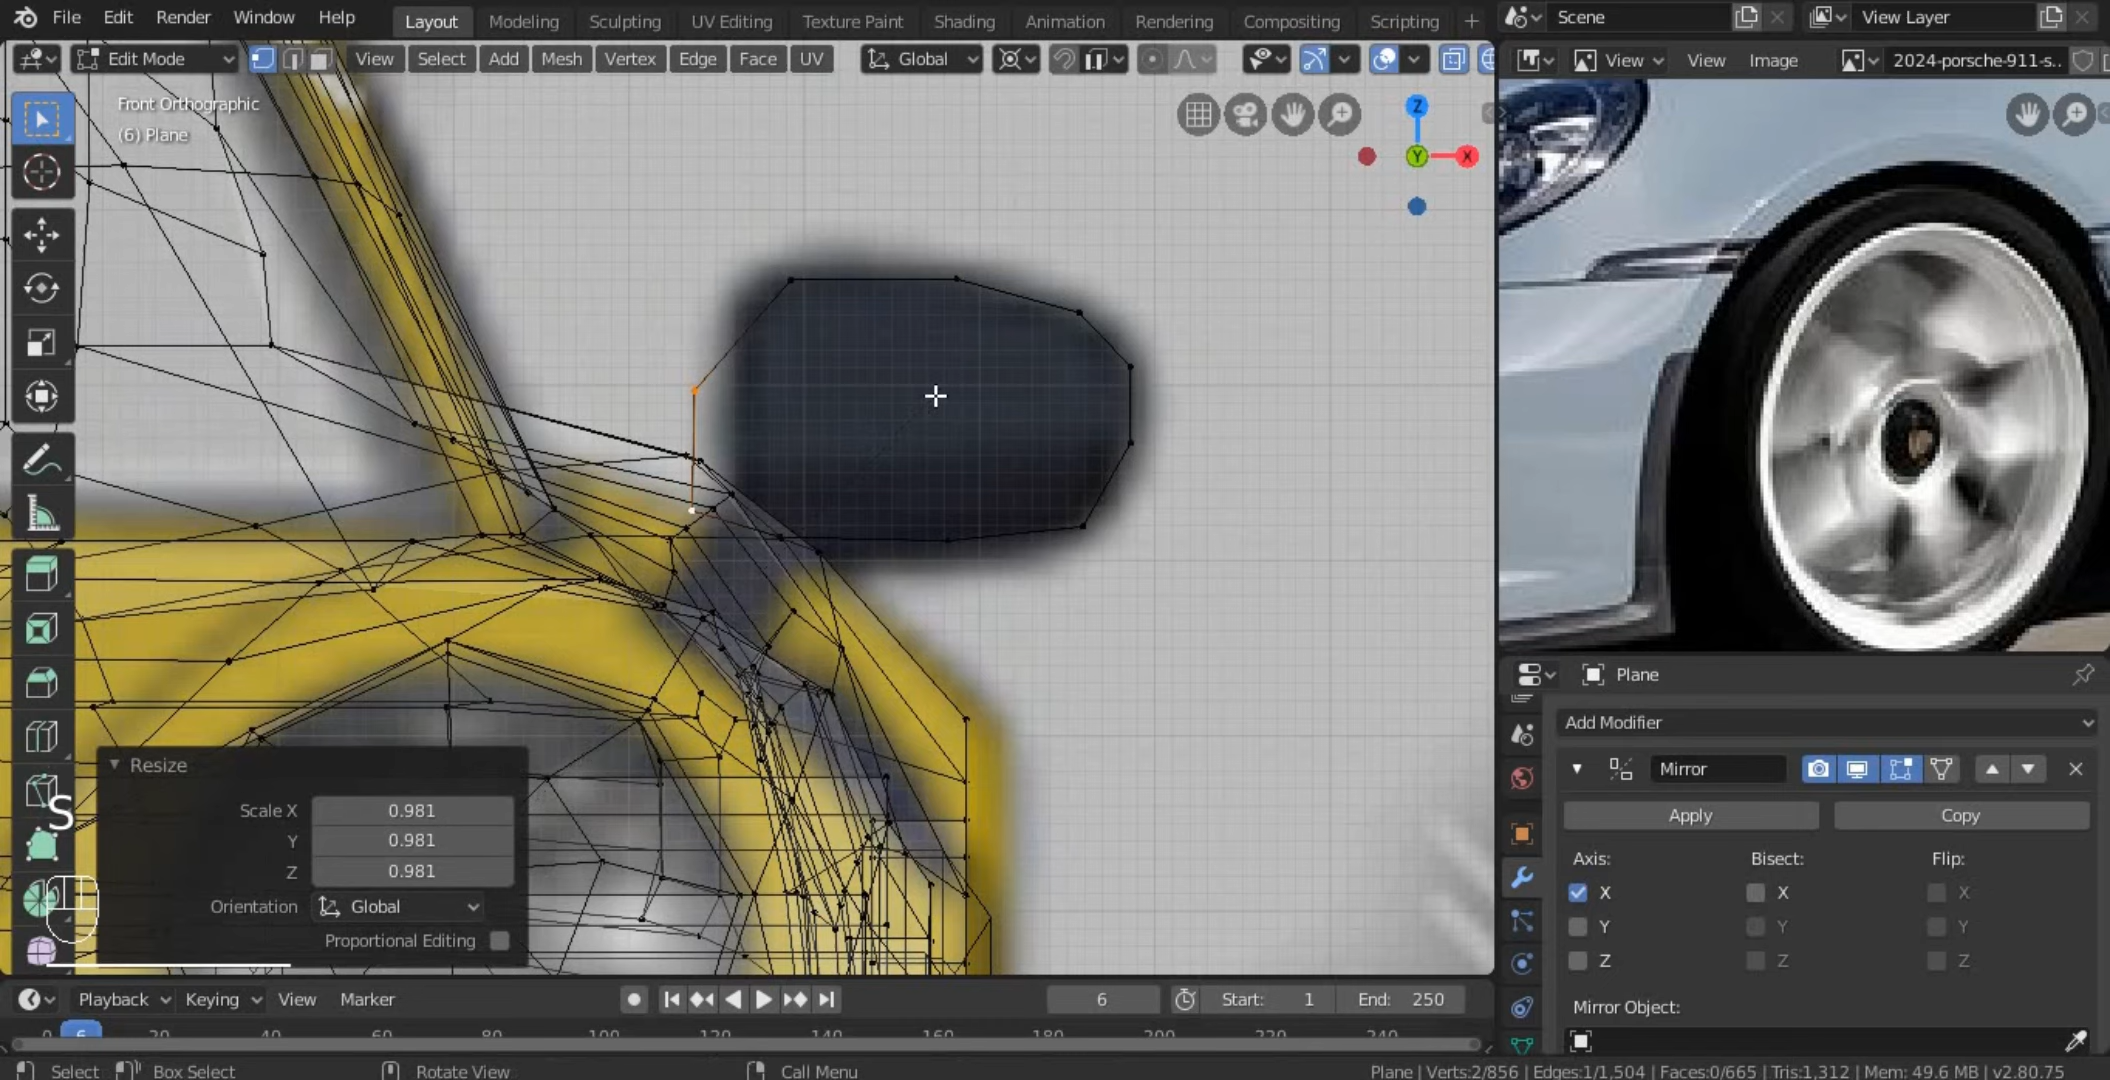 File Edit Render Window Help Layout Modeling Sculpting UV Editing Texture Paint Shading Animation Rendering Compositing Scripting + Scene View Layer
Edit Mode View Select Add Mesh Vertex Edge Face UV Global View View Image 2024-porsche-911-s..
Front Orthographic
(6) Plane
Z
Y
X
Plane
Add Modifier
Mirror
Apply Copy
Axis: Bisect: Flip:
X X X
Y Y Y
Z Z Z
Mirror Object:
Resize
Scale X 0.981
Y 0.981
Z 0.981
Orientation Global
Proportional Editing
S
Playback Keying View Marker 6 Start: 1 End: 250
0 6 20 40 60 80 100 120 140 160 180 200 220 240
Select Box Select Rotate View Call Menu Plane | Verts:2/856 | Edges:1/1,504 | Faces:0/665 | Tris:1,312 | Mem: 49.6 MB | v2.80.75